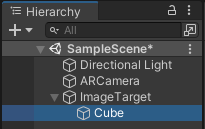 Hierarchy
All
SampleScene*
Directional Light
ARCamera
ImageTarget
Cube